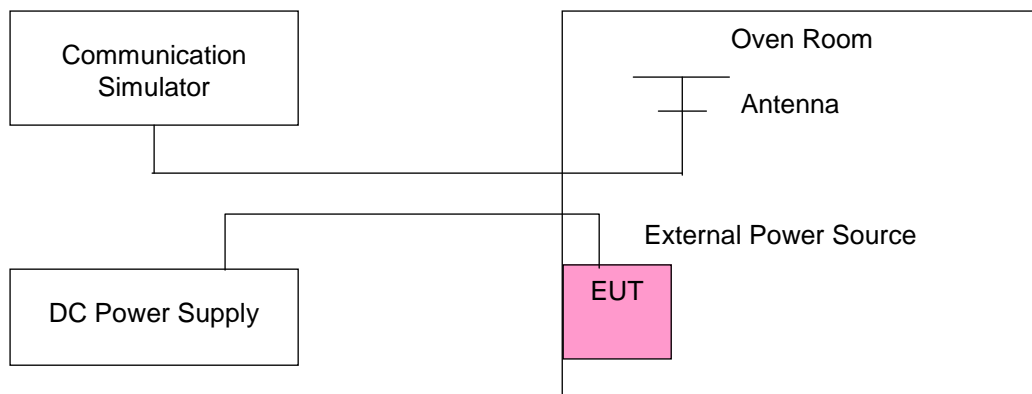 Communication
Simulator
Oven Room
Antenna
External Power Source
DC Power Supply
EUT